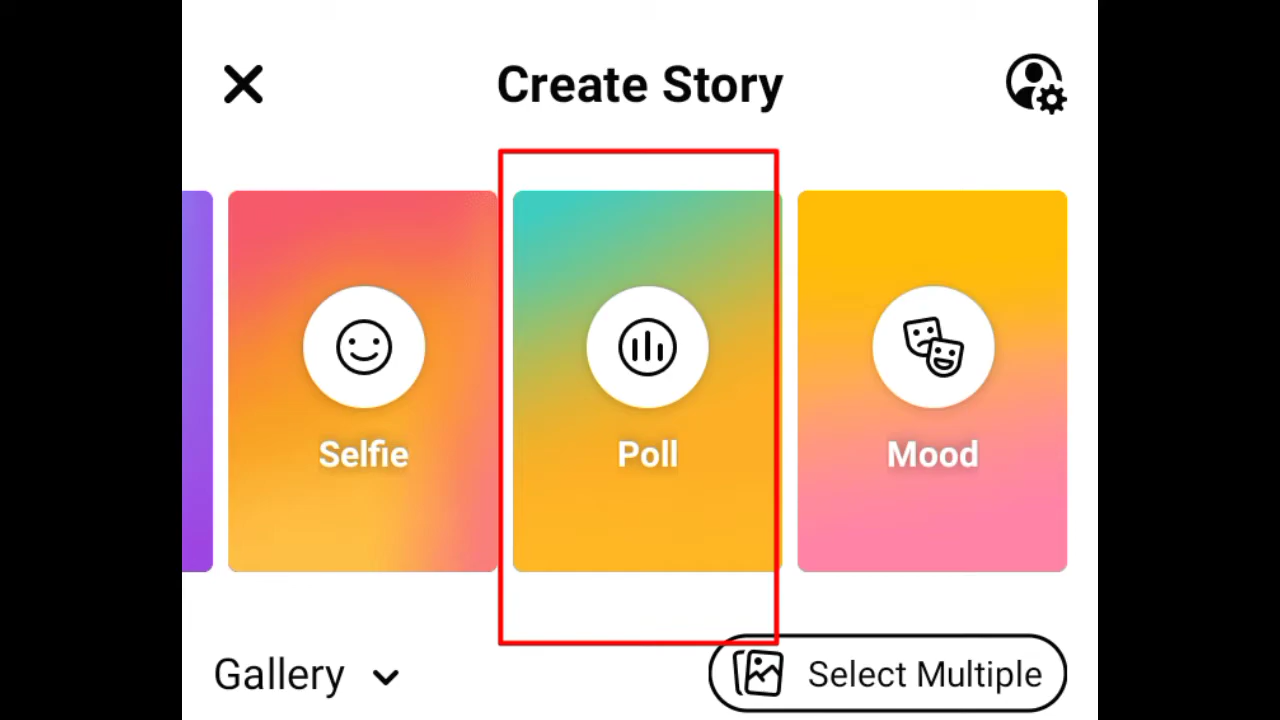 Create Story
Selfie
Poll
Mood
Gallery
Select Multiple